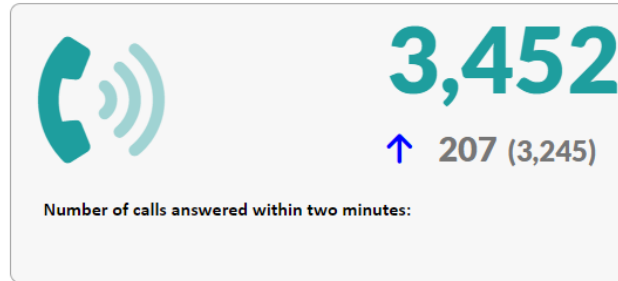 3,452
↑ 207 (3,245)
Number of calls answered within two minutes: